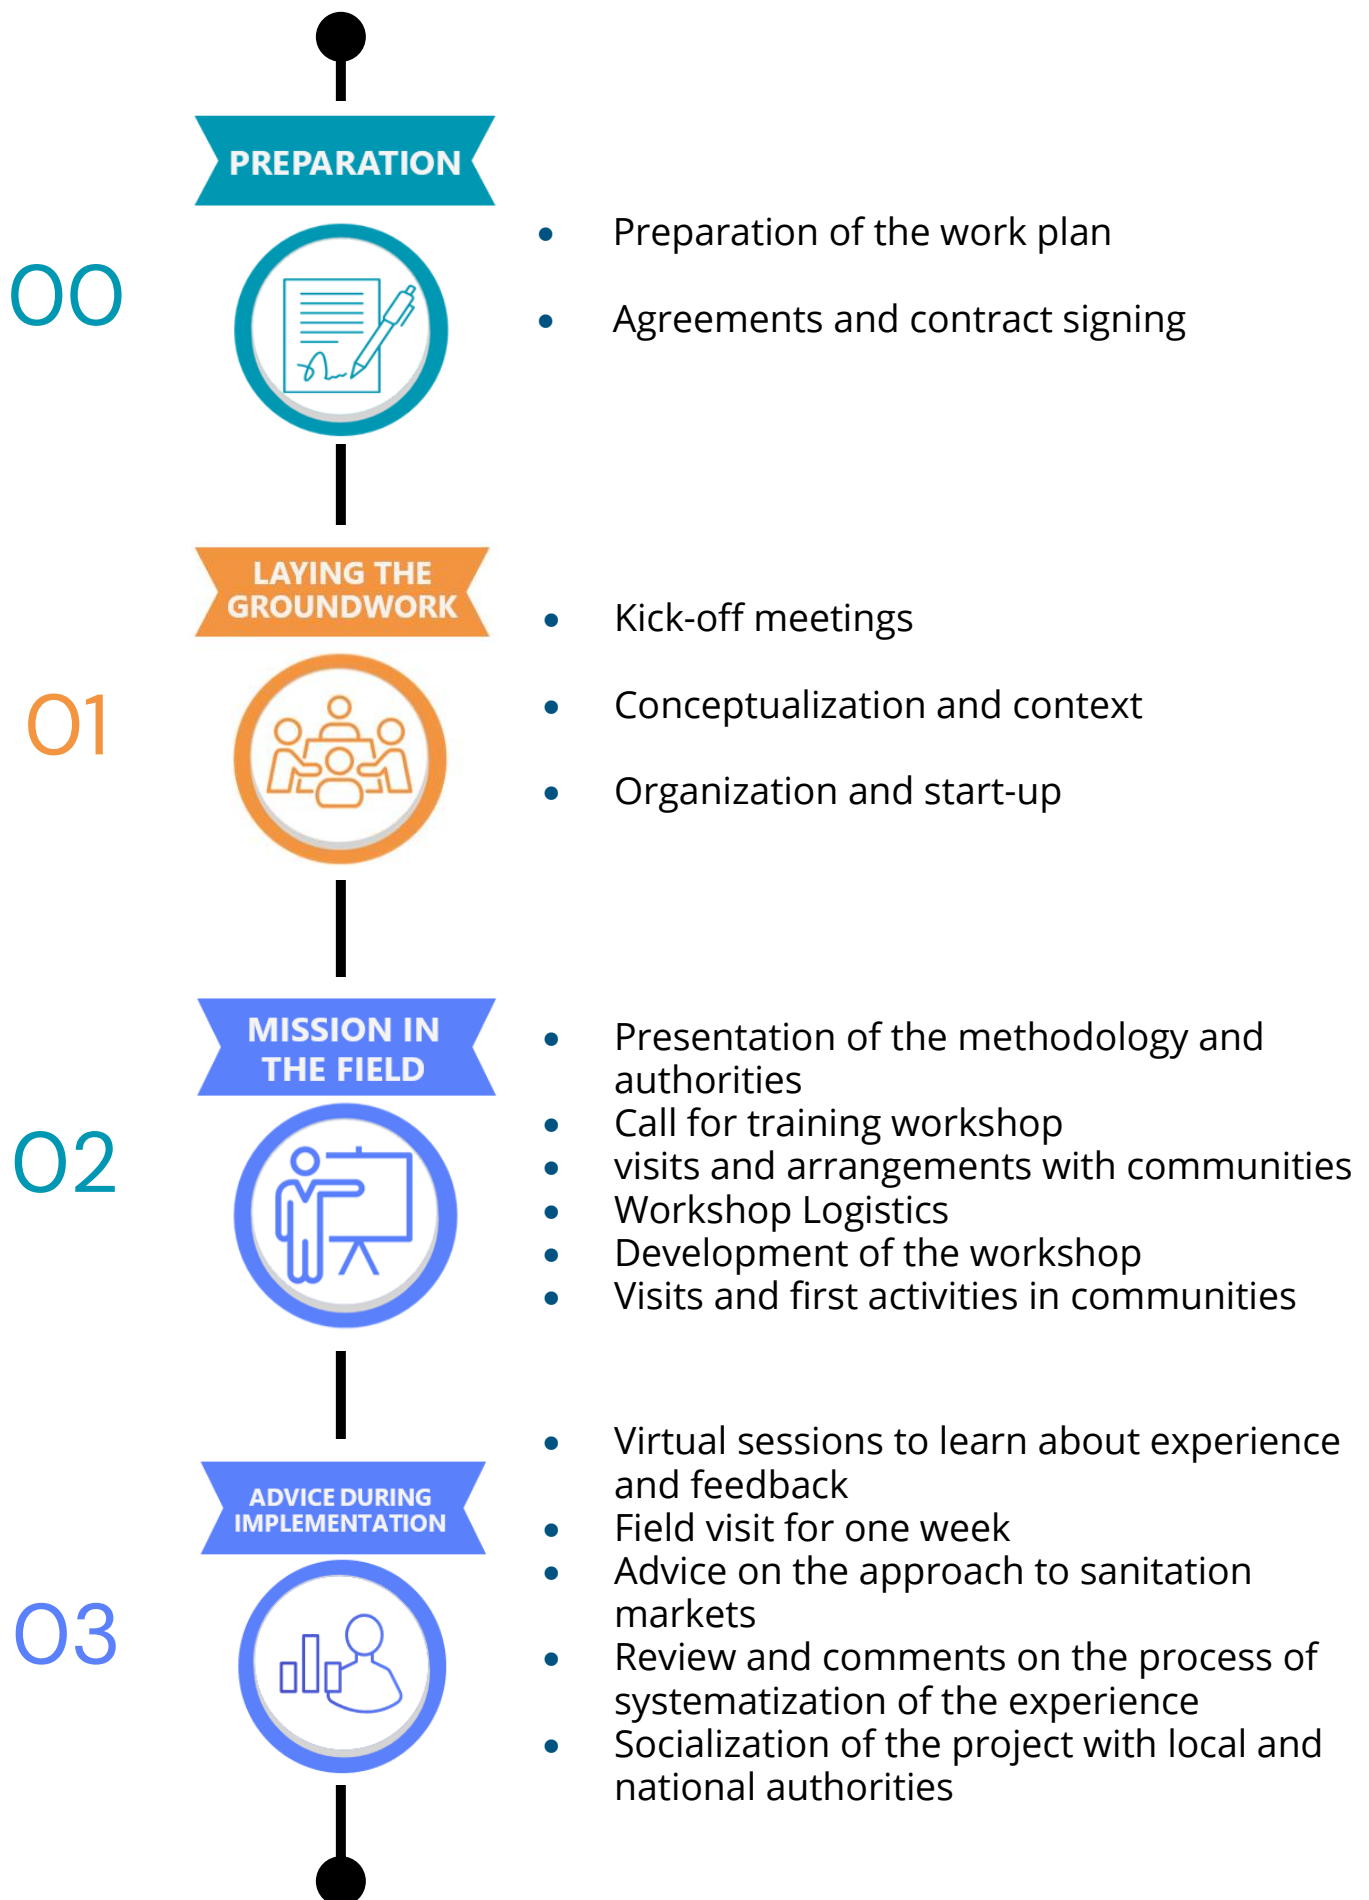 PREPARATION
00
• Preparation of the work plan
• Agreements and contract signing
LAYING THE
GROUNDWORK
01
• Kick-off meetings
• Conceptualization and context
• Organization and start-up
MISSION IN
THE FIELD
02
• Presentation of the methodology and
authorities
• Call for training workshop
• visits and arrangements with communities
• Workshop Logistics
• Development of the workshop
• Visits and first activities in communities
ADVICE DURING
IMPLEMENTATION
03
• Virtual sessions to learn about experience
and feedback
• Field visit for one week
• Advice on the approach to sanitation
markets
• Review and comments on the process of
systematization of the experience
• Socialization of the project with local and
national authorities